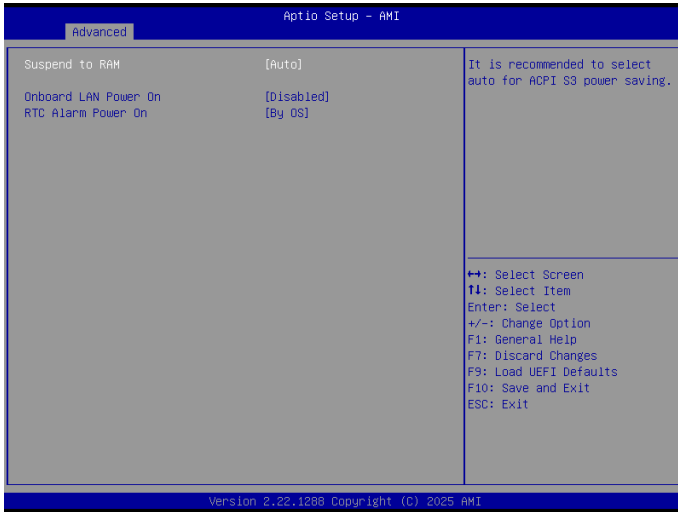 Aptio Setup – AMI
Advanced
Suspend to RAM [Auto]
Onboard LAN Power On [Disabled]
RTC Alarm Power On [By OS]
It is recommended to select
auto for ACPI S3 power saving.
↔: Select Screen
↑↓: Select Item
Enter: Select
+/-: Change Option
F1: General Help
F7: Discard Changes
F9: Load UEFI Defaults
F10: Save and Exit
ESC: Exit
Version 2.22.1288 Copyright (C) 2025 AMI